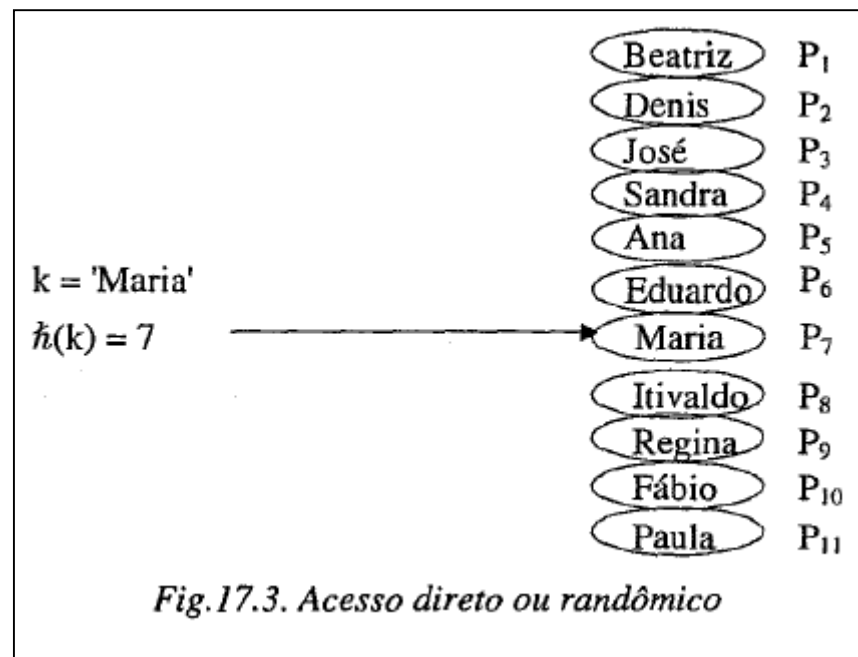 Beatriz P₁
Denis P₂
José P₃
Sandra P₄
Ana P₅
k = 'Maria' Eduardo P₆
ℏ(k) = 7 Maria P₇
Itivaldo P₈
Regina P₉
Fábio P₁₀
Paula P₁₁
Fig.17.3. Acesso direto ou randômico